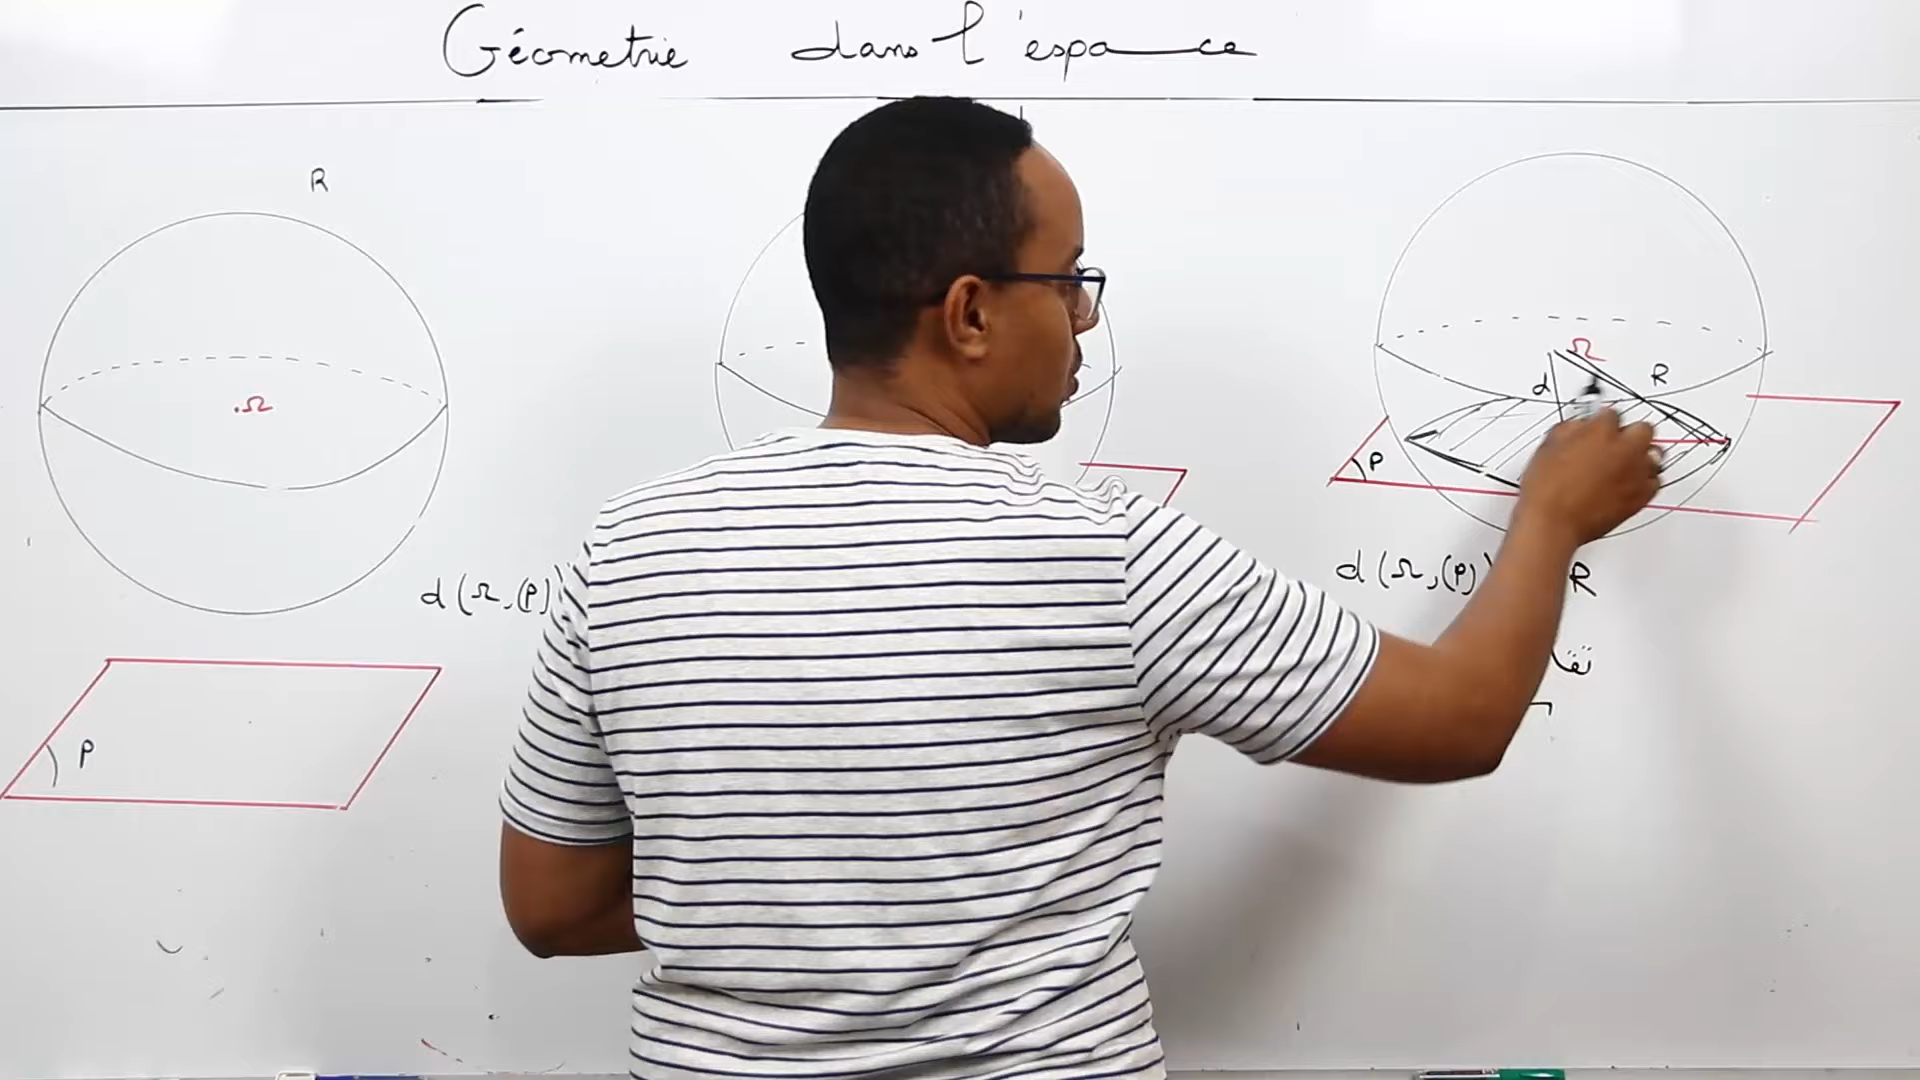 Géometrie dans l'espace
R
Ω
P
d (Ω, (P)
Ω
d
R
P
d (Ω, (P)
R